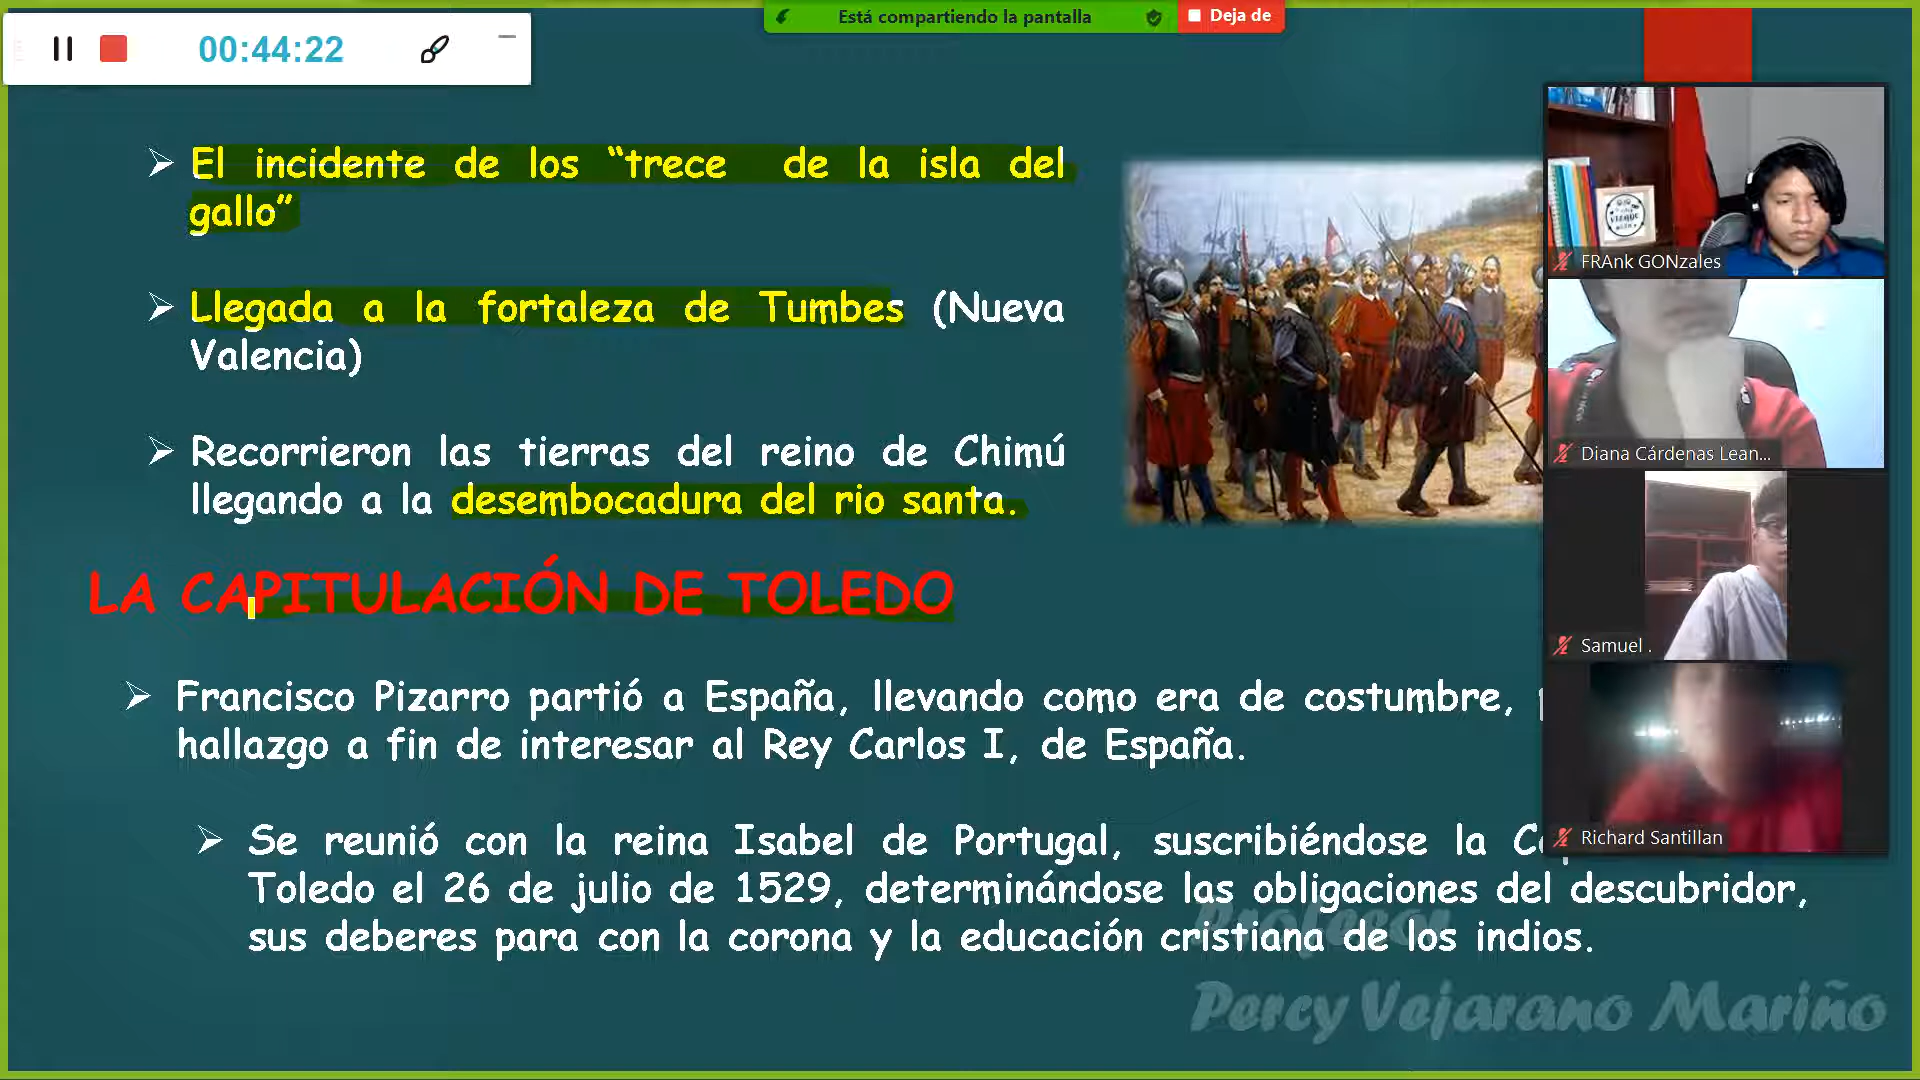 Está compartiendo la pantalla
Deja de
00:44:22
El incidente de los “trece de la isla del
gallo”
Llegada a la fortaleza de Tumbes (Nueva
Valencia)
Recorrieron las tierras del reino de Chimú
llegando a la desembocadura del rio santa.
LA CAPITULACIÓN DE TOLEDO
Francisco Pizarro partió a España, llevando como era de costumbre,
hallazgo a fin de interesar al Rey Carlos I, de España.
Se reunió con la reina Isabel de Portugal, suscribiéndose la
Toledo el 26 de julio de 1529, determinándose las obligaciones del descubridor,
sus deberes para con la corona y la educación cristiana de los indios.
Profesor
Percy Vejarano Mariño
FRAnk GONzales
Diana Cárdenas Lean...
Samuel .
Richard Santillan